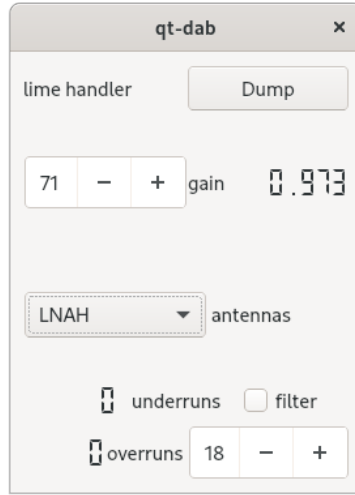 qt-dab ×
lime handler Dump
71 − + gain 0.973
LNAH antennas
0 underruns filter
0 overruns 18 − +